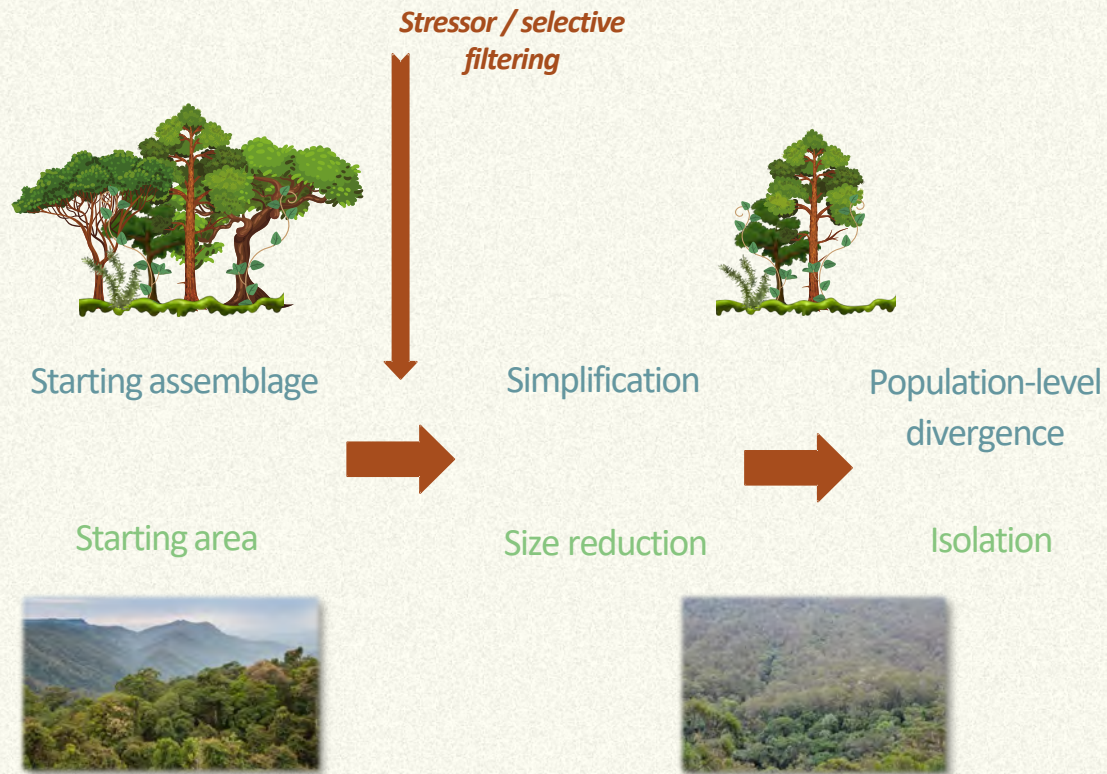 Stressor / selective
filtering
Starting assemblage
Simplification
Population-level
divergence
Starting area
Size reduction
Isolation